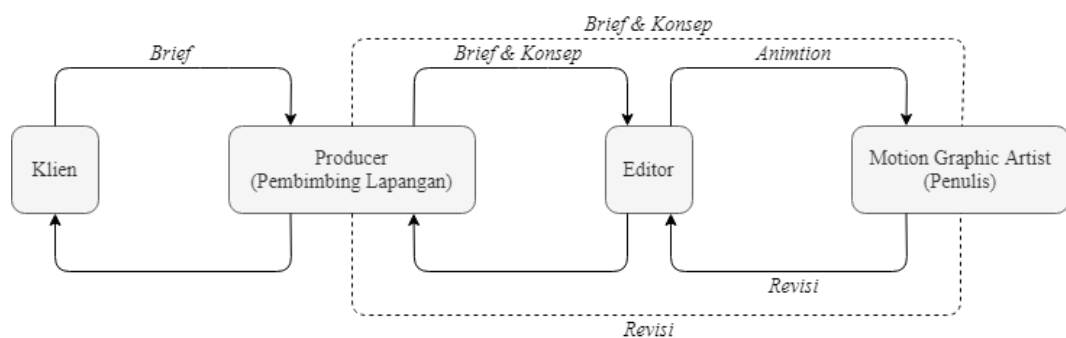 Brief & Konsep
Brief
Brief & Konsep
Animtion
Klien
Producer
(Pembimbing Lapangan)
Editor
Motion Graphic Artist
(Penulis)
Revisi
Revisi